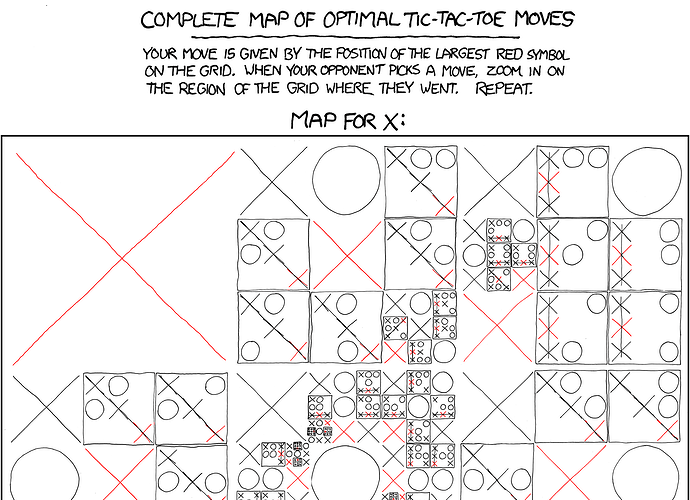 COMPLETE MAP OF OPTIMAL TIC-TAC-TOE MOVES
YOUR MOVE IS GIVEN BY THE POSITION OF THE LARGEST RED SYMBOL
ON THE GRID. WHEN YOUR OPPONENT PICKS A MOVE, ZOOM IN ON
THE REGION OF THE GRID WHERE THEY WENT. REPEAT.
MAP FOR X: